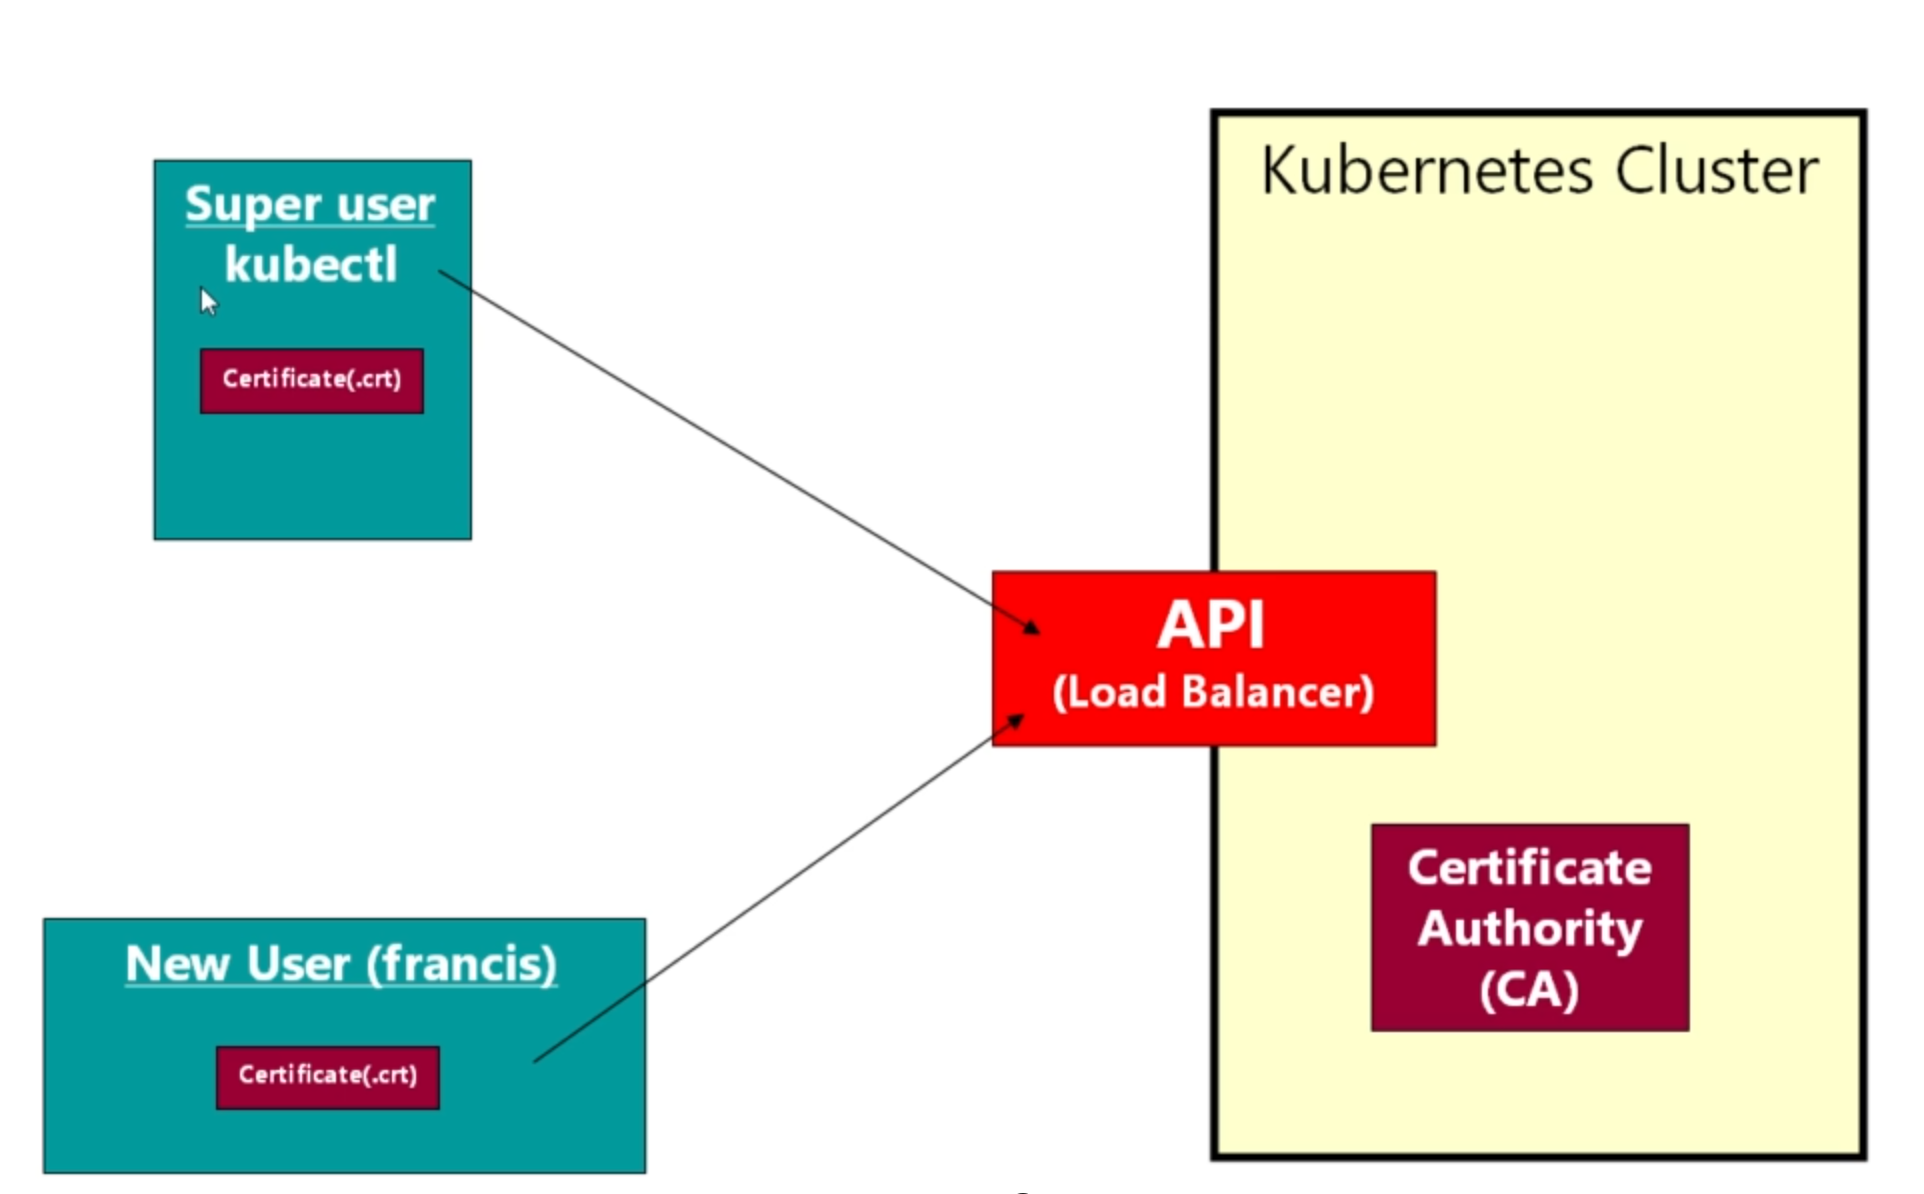 Kubernetes Cluster
Super user
kubectl
Certificate(.crt)
API
(Load Balancer)
Certificate
Authority
(CA)
New User (francis)
Certificate(.crt)